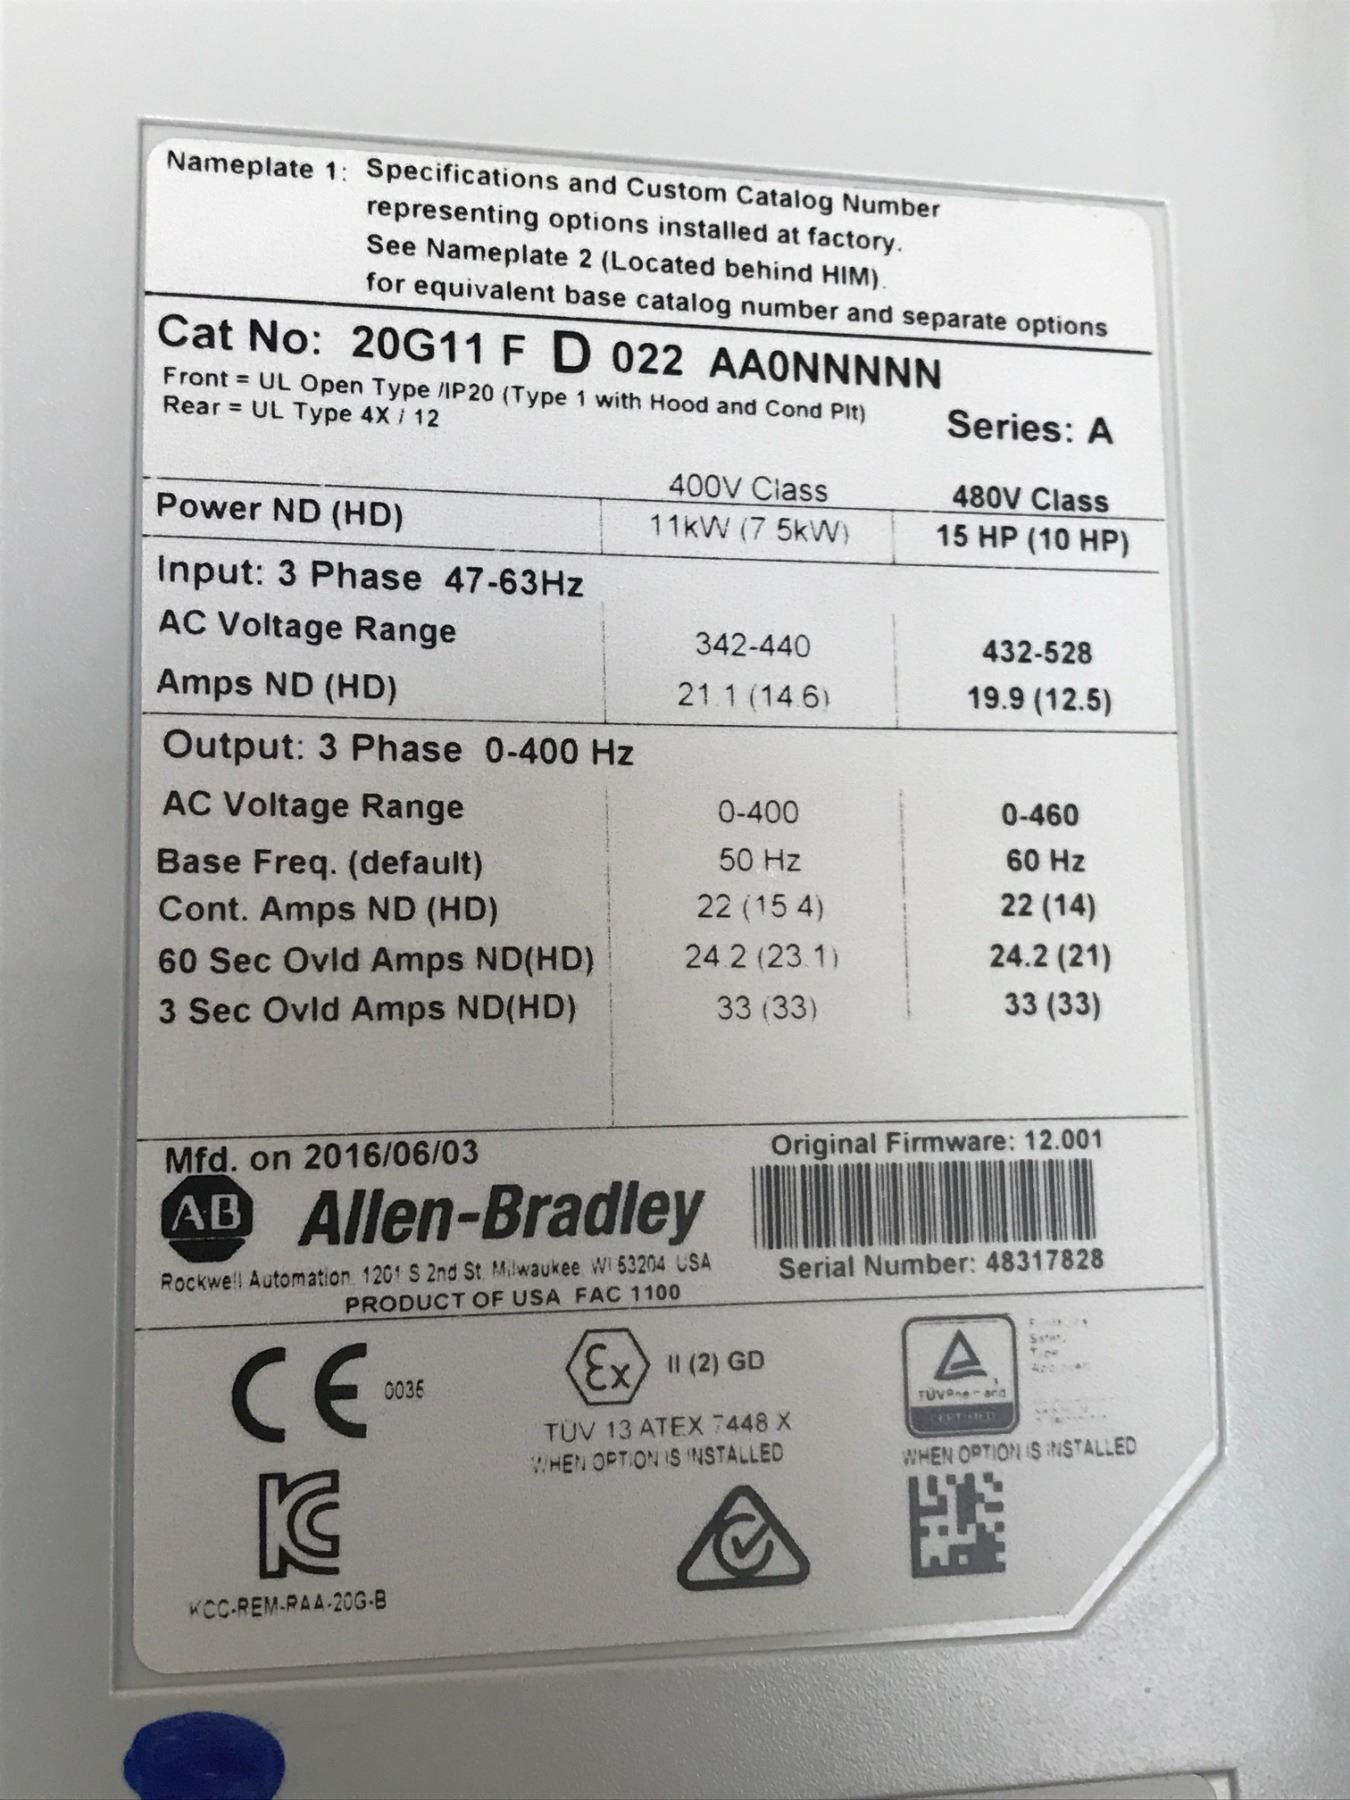 Nameplate 1: Specifications and Custom Catalog Number
representing options installed at factory.
See Nameplate 2 (Located behind HIM).
for equivalent base catalog number and separate options
Cat No: 20G11 F D 022 AA0NNNNN
Front = UL Open Type /IP20 (Type 1 with Hood and Cond Plt)
Rear = UL Type 4X / 12
Series: A
400V Class 480V Class
Power ND (HD) 11kW (7.5kW) 15 HP (10 HP)
Input: 3 Phase 47-63Hz
AC Voltage Range 342-440 432-528
Amps ND (HD) 21.1 (14.6) 19.9 (12.5)
Output: 3 Phase 0-400 Hz
AC Voltage Range 0-400 0-460
Base Freq. (default) 50 Hz 60 Hz
Cont. Amps ND (HD) 22 (15.4) 22 (14)
60 Sec Ovld Amps ND(HD) 24.2 (23.1) 24.2 (21)
3 Sec Ovld Amps ND(HD) 33 (33) 33 (33)
Mfd. on 2016/06/03
Original Firmware: 12.001
AB Allen-Bradley
Serial Number: 48317828
Rockwell Automation 1201 S 2nd St. Milwaukee WI 53204 USA
PRODUCT OF USA FAC 1100
CE 0035
Ex II (2) GD
TÜV 13 ATEX 7448 X
WHEN OPTION IS INSTALLED
TÜVRheinland
CERTIFIED
WHEN OPTION IS INSTALLED
KC
KCC-REM-RAA-20G-B